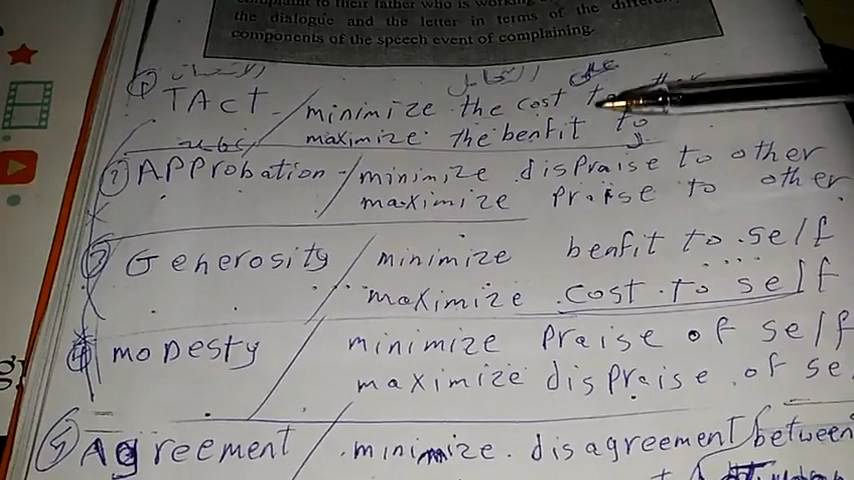 complaint to their father who is working
the dialogue and the letter in terms of the different
components of the speech event of complaining.
على
① TAcT / minimize the cost to other
maximize the benfit to
② APProbation - / minimize dispraise to other
maximize praise to other
③ Generosity / minimize benfit to self
maximize cost to self
④ moDesty / minimize Praise of self
maximize disPraise of se
⑤ Agreement / minimize disagreement between